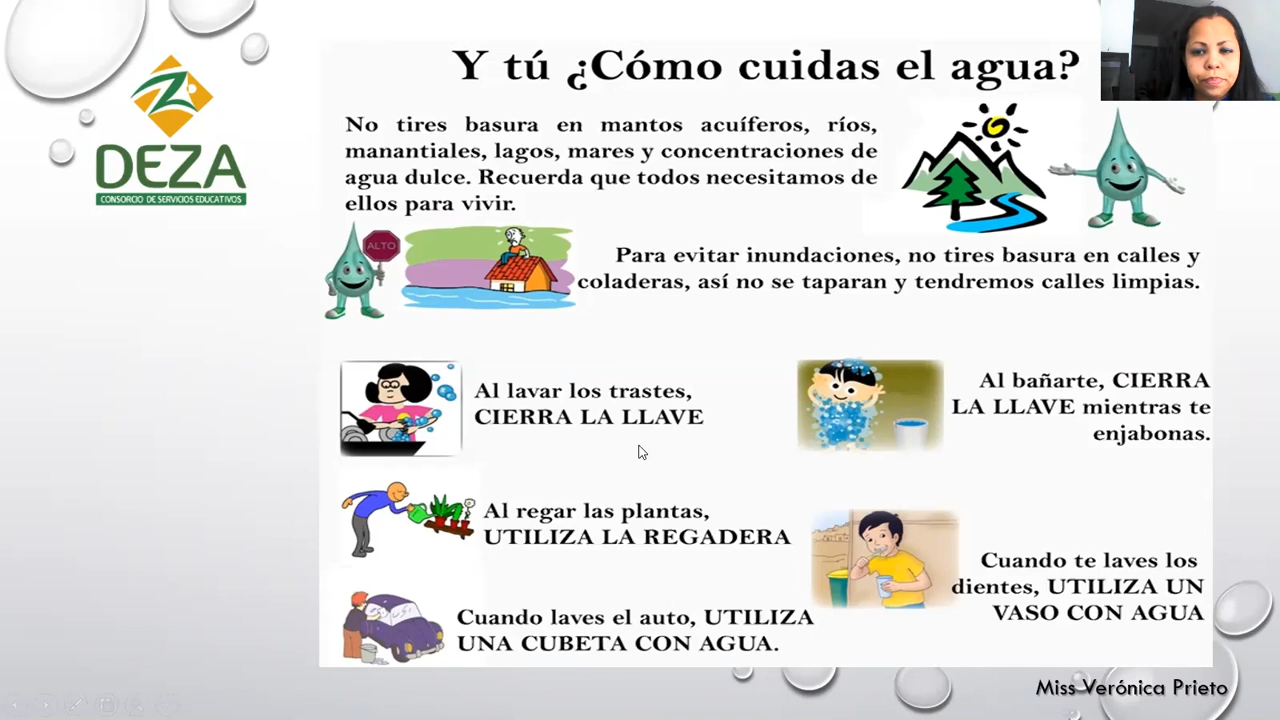 Y tú ¿Cómo cuidas el agua?
DEZA
CONSORCIO DE SERVICIOS EDUCATIVOS
No tires basura en mantos acuíferos, ríos,
manantiales, lagos, mares y concentraciones de
agua dulce. Recuerda que todos necesitamos de
ellos para vivir.
ALTO
Para evitar inundaciones, no tires basura en calles y
coladeras, así no se taparan y tendremos calles limpias.
Al lavar los trastes,
CIERRA LA LLAVE
Al bañarte, CIERRA
LA LLAVE mientras te
enjabonas.
Al regar las plantas,
UTILIZA LA REGADERA
Cuando te laves los
dientes, UTILIZA UN
VASO CON AGUA
Cuando laves el auto, UTILIZA
UNA CUBETA CON AGUA.
Miss Verónica Prieto